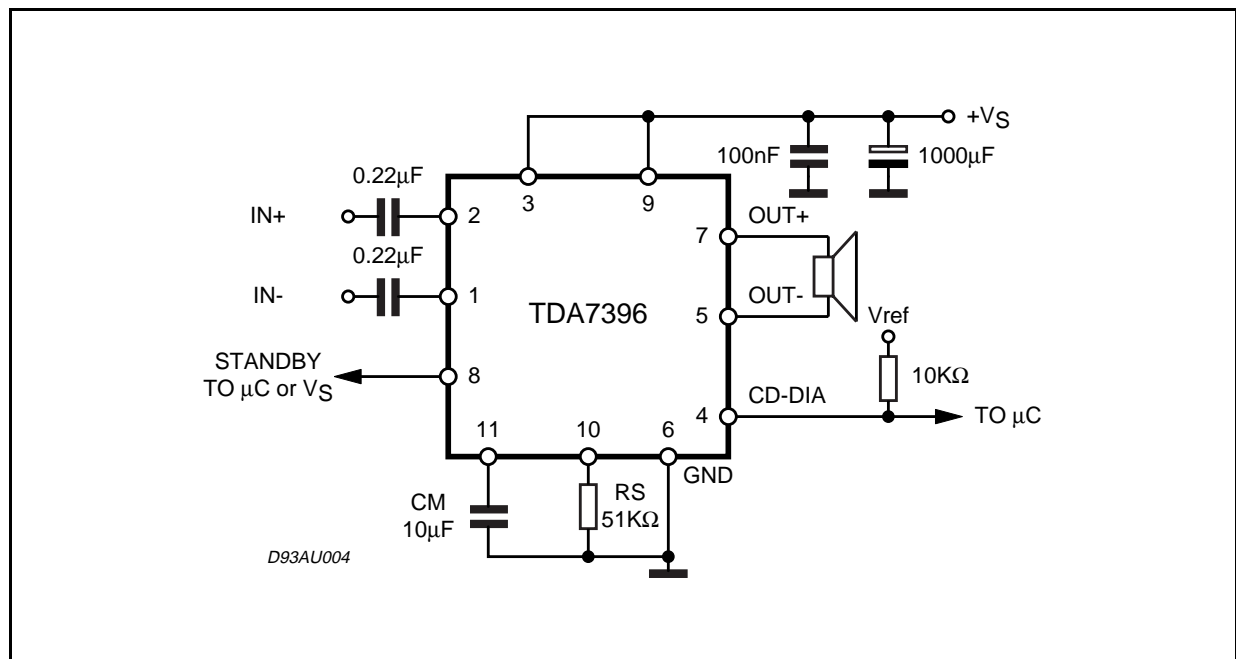 +VS
100nF
1000μF
0.22μF
3
9
IN+
2
OUT+
7
0.22μF
IN-
1
TDA7396
OUT-
5
Vref
STANDBY
TO μC or VS
8
10KΩ
CD-DIA
4
TO μC
11
10
6
GND
CM
10μF
RS
51KΩ
D93AU004